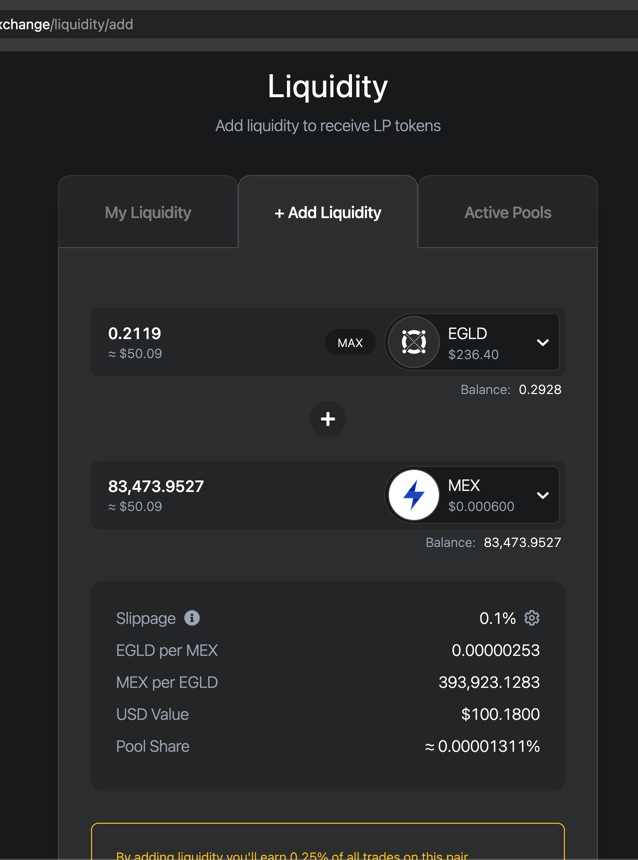 xchange/liquidity/add
Liquidity
Add liquidity to receive LP tokens
My Liquidity
+ Add Liquidity
Active Pools
0.2119
≈ $50.09
MAX
EGLD
$236.40
Balance: 0.2928
+
83,473.9527
≈ $50.09
MEX
$0.000600
Balance: 83,473.9527
Slippage 0.1%
EGLD per MEX 0.00000253
MEX per EGLD 393,923.1283
USD Value $100.1800
Pool Share ≈ 0.00001311%
By adding liquidity you'll earn 0.25% of all trades on this pair